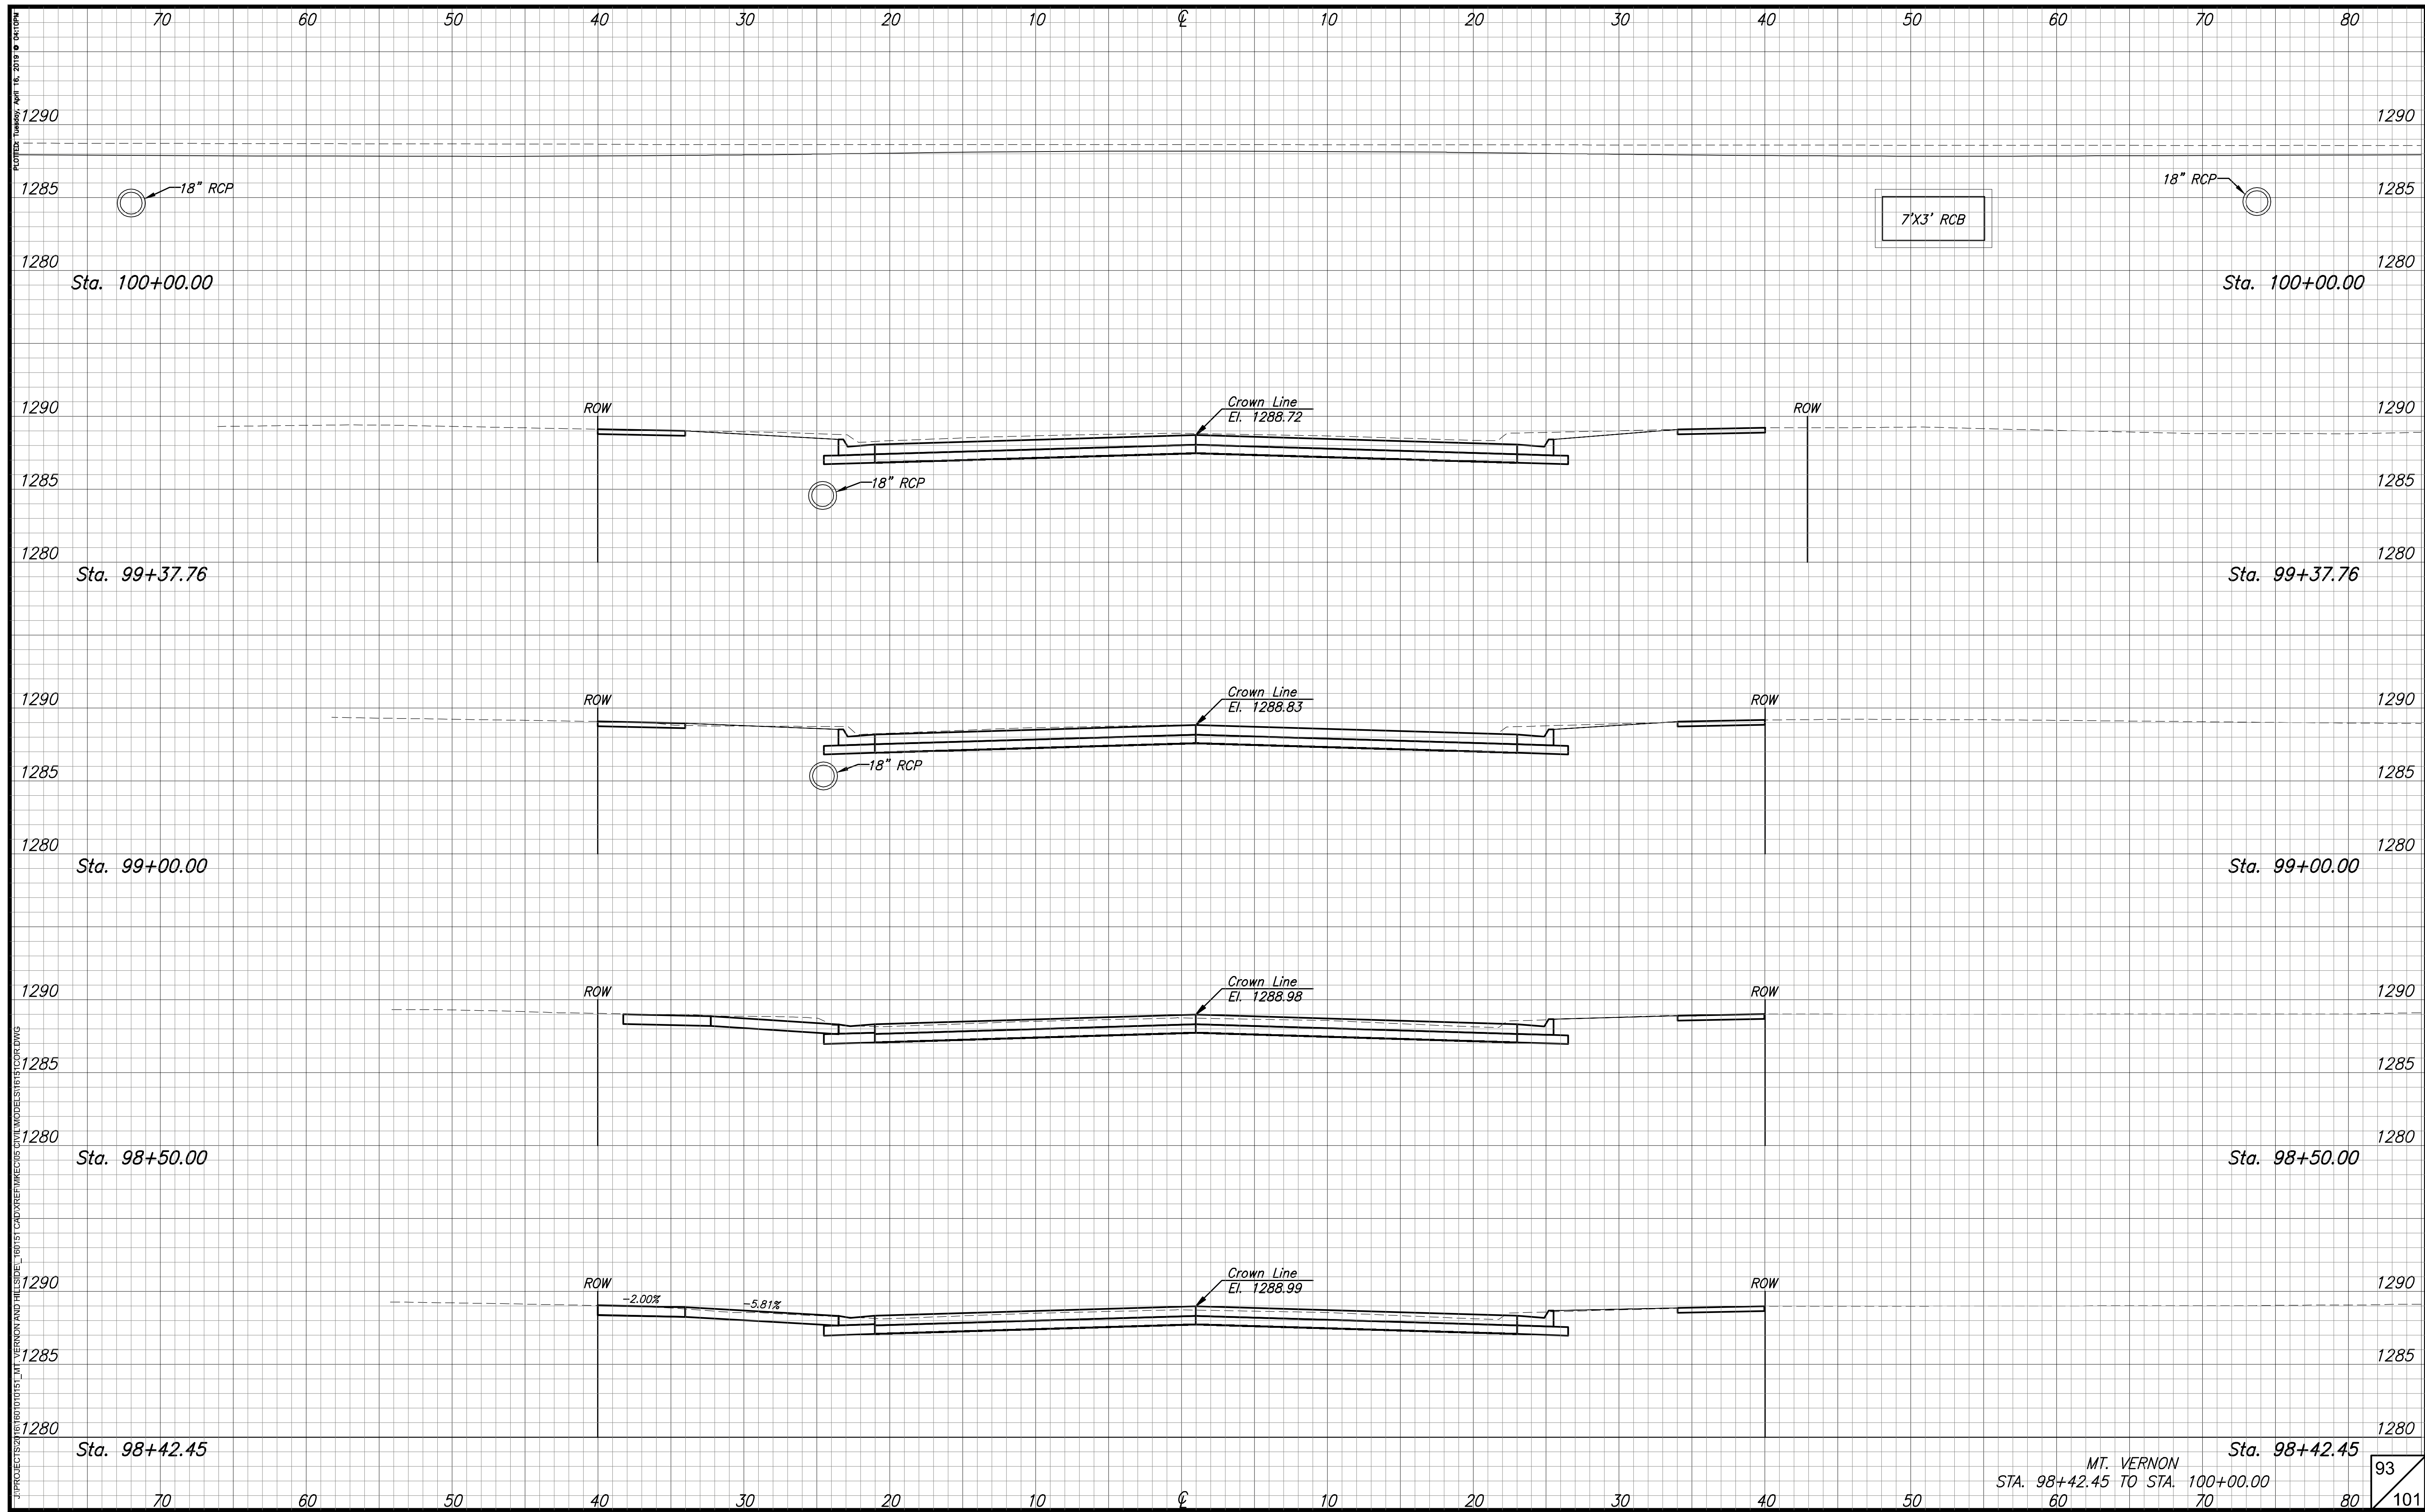 70 60 50 40 30 20 10 ℄ 10 20 30 40 50 60 70 80
PLOTTED: Tuesday, April 16, 2019 @ 04:10PM
1290 1290
1285 18" RCP 18" RCP 1285
7'X3' RCB
1280 1280
Sta. 100+00.00 Sta. 100+00.00
1290 ROW Crown Line ROW 1290
El. 1288.72
1285 18" RCP 1285
1280 1280
Sta. 99+37.76 Sta. 99+37.76
1290 ROW Crown Line ROW 1290
El. 1288.83
1285 18" RCP 1285
1280 1280
Sta. 99+00.00 Sta. 99+00.00
1290 ROW Crown Line ROW 1290
El. 1288.98
1285 1285
1280 1280
Sta. 98+50.00 Sta. 98+50.00
1290 ROW Crown Line ROW 1290
El. 1288.99
-2.00% -5.81%
1285 1285
1280 1280
Sta. 98+42.45 Sta. 98+42.45
MT. VERNON
STA. 98+42.45 TO STA. 100+00.00
93
101
70 60 50 40 30 20 10 ℄ 10 20 30 40 50 60 70 80